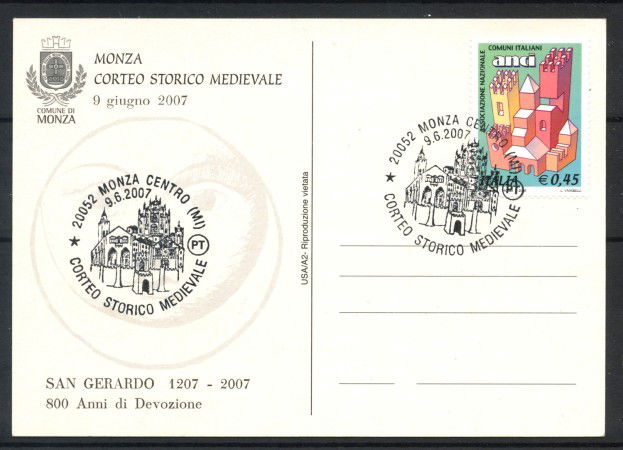 COMUNE DI
MONZA
MONZA
CORTEO STORICO MEDIEVALE
9 giugno 2007
20052 MONZA CENTRO (MI)
9.6.2007
PT
CORTEO STORICO MEDIEVALE
SAN GERARDO 1207 - 2007
800 Anni di Devozione
USA/A2- Riproduzione vietata
20052 MONZA CENTRO (MI)
9.6.2007
PT
CORTEO STORICO MEDIEVALE
ASSOCIAZIONE NAZIONALE
COMUNI ITALIANI
anci
ITALIA € 0,45